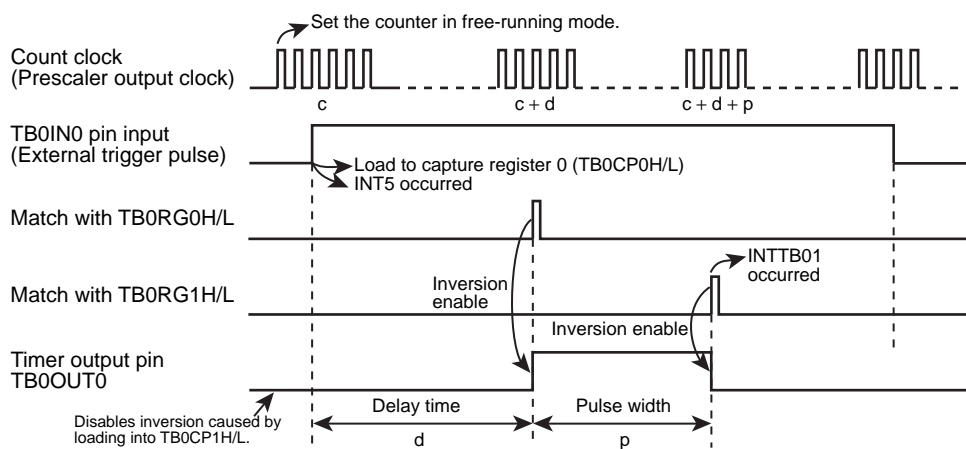 Set the counter in free-running mode.
Count clock
(Prescaler output clock)
c
c + d
c + d + p
TB0IN0 pin input
(External trigger pulse)
Load to capture register 0 (TB0CP0H/L)
INT5 occurred
Match with TB0RG0H/L
INTTB01
occurred
Inversion
enable
Match with TB0RG1H/L
Inversion enable
Timer output pin
TB0OUT0
Disables inversion caused by
loading into TB0CP1H/L.
Delay time
Pulse width
d
p